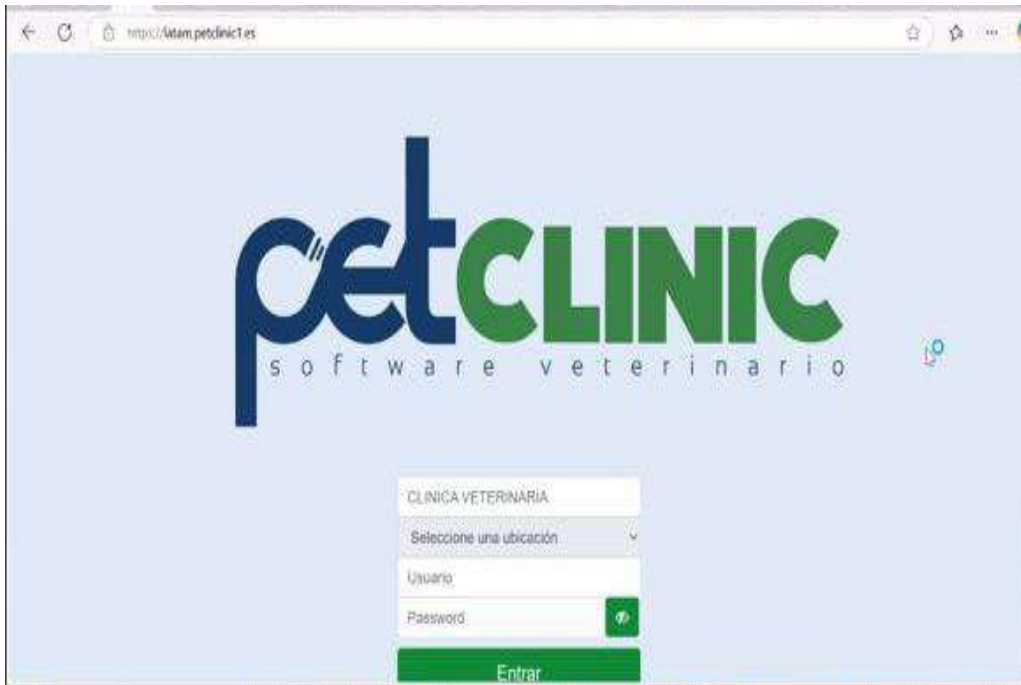 https://latam.petclinic1.es
petCLINIC
software veterinario
CLINICA VETERINARIA
Seleccione una ubicación
Usuario
Password
Entrar